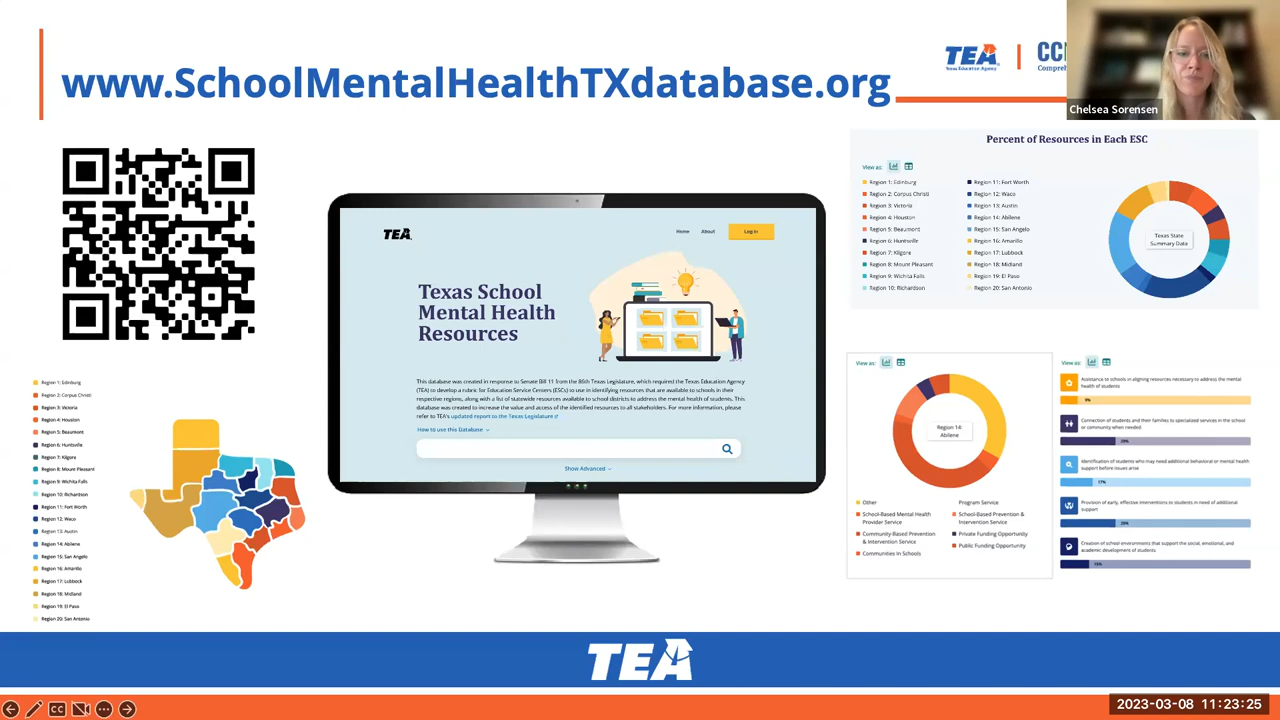 www.SchoolMentalHealthTXdatabase.org
TEA
Texas Education Agency
Chelsea Sorensen
Percent of Resources in Each ESC
View as:
Region 1: Edinburg
Region 2: Corpus Christi
Region 3: Victoria
Region 4: Houston
Region 5: Beaumont
Region 6: Huntsville
Region 7: Kilgore
Region 8: Mount Pleasant
Region 9: Wichita Falls
Region 10: Richardson
Region 11: Fort Worth
Region 12: Waco
Region 13: Austin
Region 14: Abilene
Region 15: San Angelo
Region 16: Amarillo
Region 17: Lubbock
Region 18: Midland
Region 19: El Paso
Region 20: San Antonio
Texas State
Summary Data
TEA
Home About Log in
Texas School
Mental Health
Resources
This database was created in response to Senate Bill 11 from the 86th Texas Legislature, which required the Texas Education Agency
(TEA) to develop a rubric for Education Service Centers (ESCs) to use in identifying resources that are available to schools in their
respective regions, along with a list of statewide resources available to school districts to address the mental health of students. This
database was created to increase the value and access of the identified resources to all stakeholders. For more information, please
refer to TEA's updated report to the Texas Legislature
How to use this Database
Show Advanced
Region 1: Edinburg
Region 2: Corpus Christi
Region 3: Victoria
Region 4: Houston
Region 5: Beaumont
Region 6: Huntsville
Region 7: Kilgore
Region 8: Mount Pleasant
Region 9: Wichita Falls
Region 10: Richardson
Region 11: Fort Worth
Region 12: Waco
Region 13: Austin
Region 14: Abilene
Region 15: San Angelo
Region 16: Amarillo
Region 17: Lubbock
Region 18: Midland
Region 19: El Paso
Region 20: San Antonio
View as:
Region 14:
Abilene
Other
School-Based Mental Health
Provider Service
Community-Based Prevention
& Intervention Service
Communities In Schools
Program Service
School-Based Prevention &
Intervention Service
Private Funding Opportunity
Public Funding Opportunity
View as:
Assistance to schools in aligning resources necessary to address the mental
health of students
9%
Connection of students and their families to specialized services in the school
or community when needed
29%
Identification of students who may need additional behavioral or mental health
support before issues arise
17%
Provision of early, effective interventions to students in need of additional
support
29%
Creation of school environments that support the social, emotional, and
academic development of students
15%
TEA
CC
2023-03-08 11:23:25